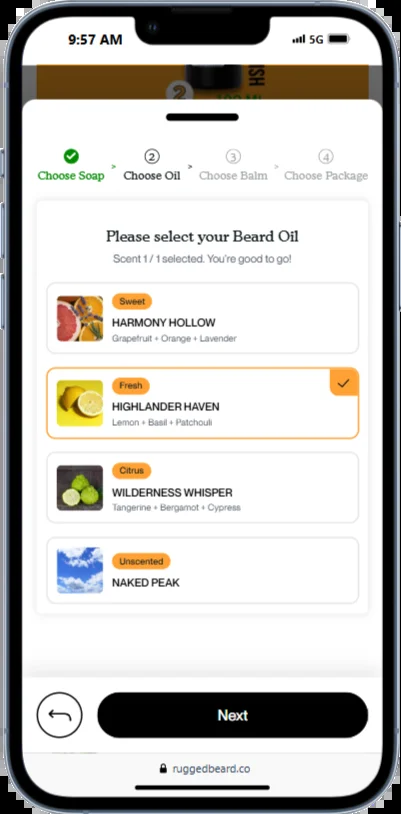 9:57 AM
5G
2
Choose Soap > 2 Choose Oil > 3 Choose Balm > 4 Choose Package
Please select your Beard Oil
Scent 1 / 1 selected. You're good to go!
Sweet
HARMONY HOLLOW
Grapefruit + Orange + Lavender
Fresh
HIGHLANDER HAVEN
Lemon + Basil + Patchouli
Citrus
WILDERNESS WHISPER
Tangerine + Bergamot + Cypress
Unscented
NAKED PEAK
Next
ruggedbeard.co